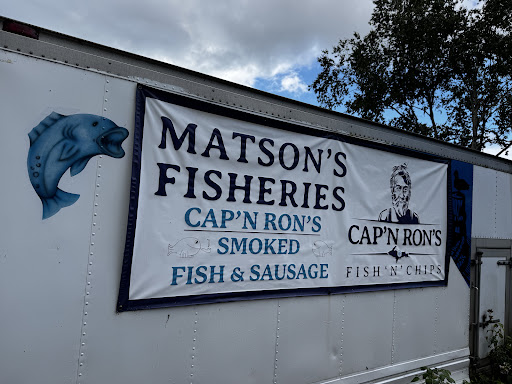 MATSON'S
FISHERIES
CAP'N RON'S
SMOKED
FISH & SAUSAGE
CAP'N RON'S
FISH 'N' CHIPS